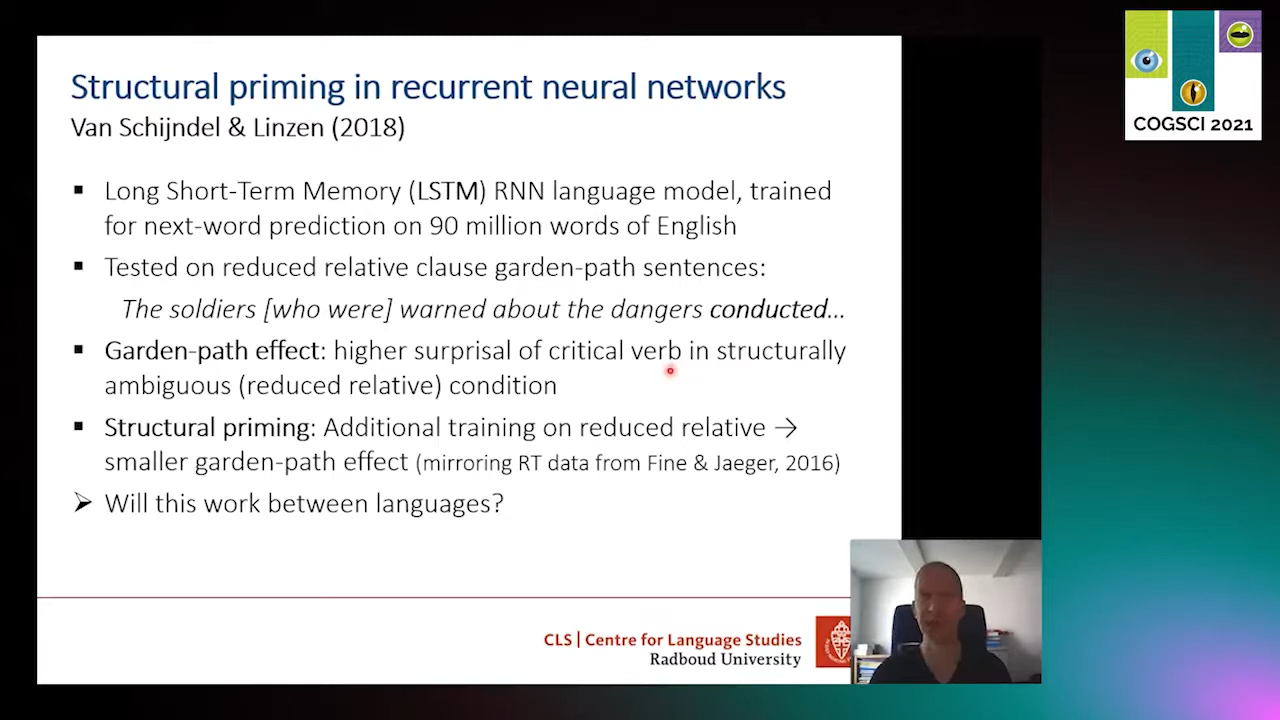 Structural priming in recurrent neural networks
Van Schijndel & Linzen (2018)
▪ Long Short-Term Memory (LSTM) RNN language model, trained
for next-word prediction on 90 million words of English
▪ Tested on reduced relative clause garden-path sentences:
The soldiers [who were] warned about the dangers conducted…
▪ Garden-path effect: higher surprisal of critical verb in structurally
ambiguous (reduced relative) condition
▪ Structural priming: Additional training on reduced relative →
smaller garden-path effect (mirroring RT data from Fine & Jaeger, 2016)
➢ Will this work between languages?
CLS | Centre for Language Studies
Radboud University
COGSCI 2021